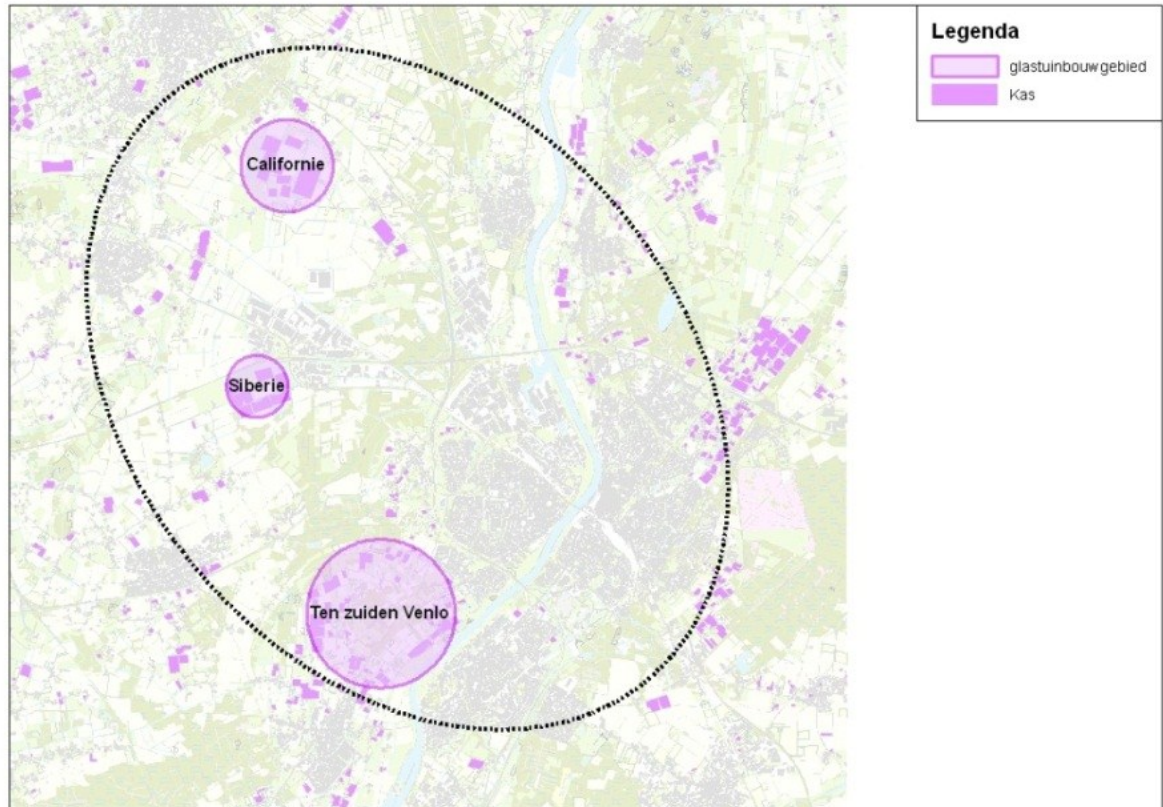 Legenda
glastuinbouwgebied
Kas
Californie
Siberie
Ten zuiden Venlo